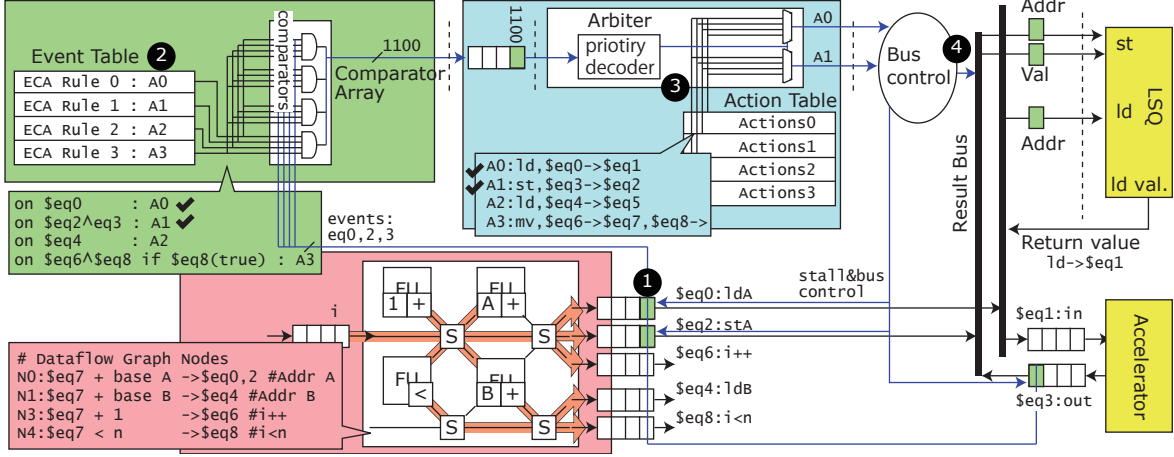 Event Table 2
ECA Rule 0 : A0
ECA Rule 1 : A1
ECA Rule 2 : A2
ECA Rule 3 : A3
comparators
1100
Comparator
Array
on $eq0 : A0
on $eq2^eq3 : A1
on $eq4 : A2
on $eq6^$eq8 if $eq8(true) : A3
events:
eq0,2,3
1100
Arbiter
priotiry
decoder
3
A0
A1
Action Table
Actions0
Actions1
Actions2
Actions3
A0:ld,$eq0->$eq1
A1:st,$eq3->$eq2
A2:ld,$eq4->$eq5
A3:mv,$eq6->$eq7,$eq8->
Bus
control
4
Result Bus
Addr
Val
Addr
st
ld
LSQ
ld val.
Return value
ld->$eq1
stall&bus
control
1
i
FU
1 +
FU
A +
S
S
FU
<
FU
B +
S
S
$eq0:ldA
$eq2:stA
$eq6:i++
$eq4:ldB
$eq8:i<n
$eq1:in
$eq3:out
Accelerator
# Dataflow Graph Nodes
N0:$eq7 + base A ->$eq0,2 #Addr A
N1:$eq7 + base B ->$eq4 #Addr B
N3:$eq7 + 1 ->$eq6 #i++
N4:$eq7 < n ->$eq8 #i<n